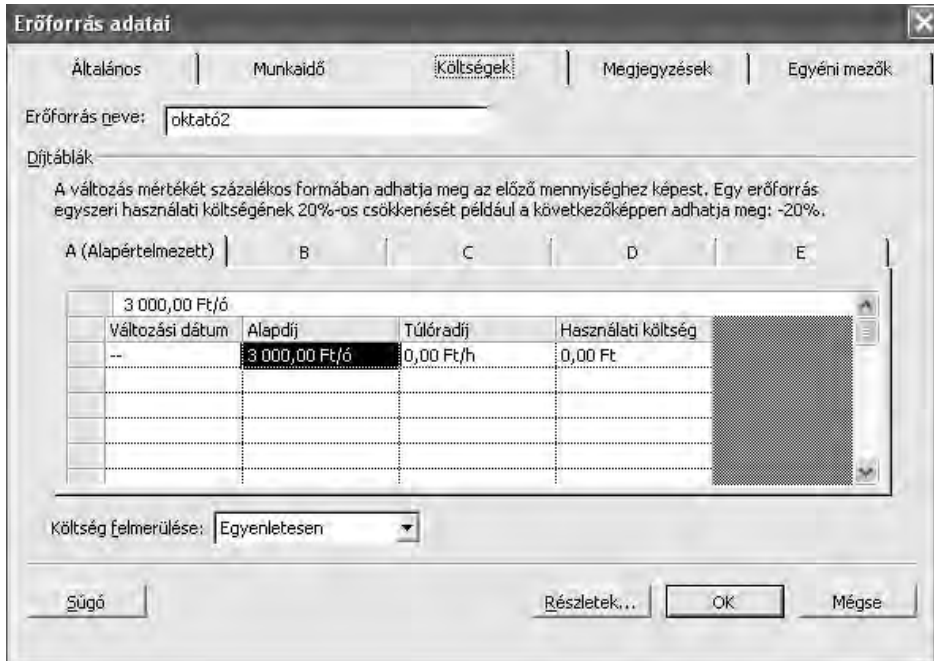 Erőforrás adatai
Általános Munkaidő Költségek Megjegyzések Egyéni mezők
Erőforrás neve: oktató2
Díjtáblák
A változás mértékét százalékos formában adhatja meg az előző mennyiséghez képest. Egy erőforrás
egyszeri használati költségének 20%-os csökkenését például a következőképpen adhatja meg: -20%.
A (Alapértelmezett) B C D E
3 000,00 Ft/ó
Változási dátum Alapdíj Túlóradíj Használati költség
-- 3 000,00 Ft/ó 0,00 Ft/h 0,00 Ft
Költség felmerülése: Egyenletesen
Súgó Részletek... OK Mégse